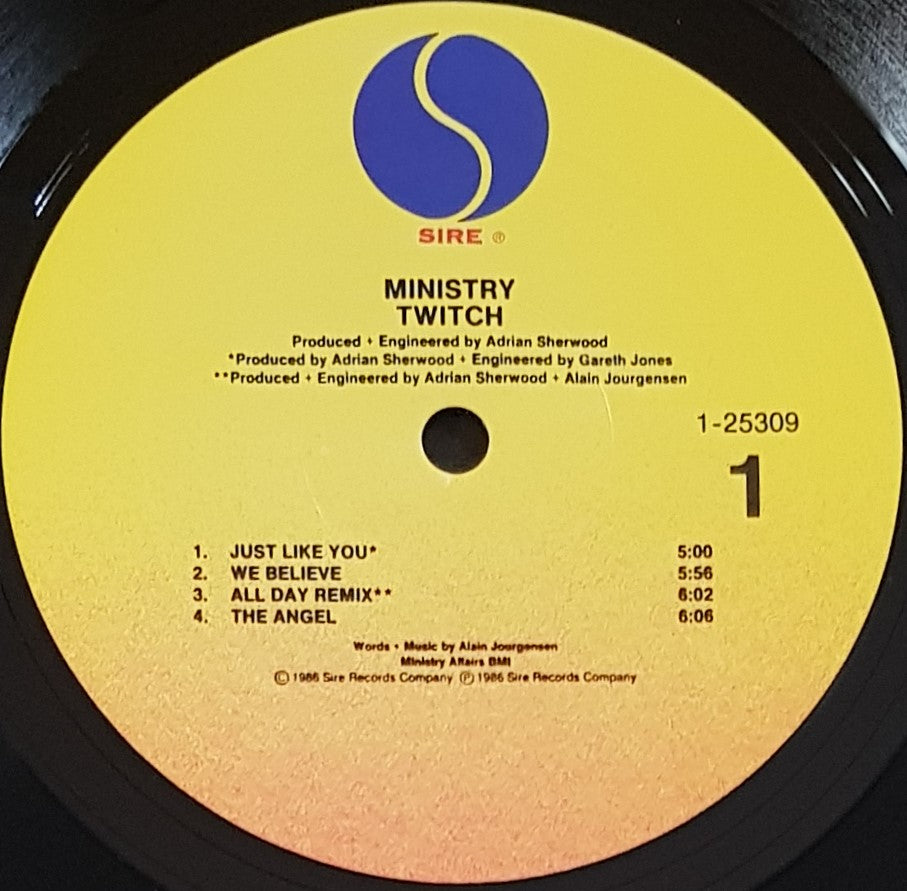 SIRE ®
MINISTRY
TWITCH
Produced + Engineered by Adrian Sherwood
*Produced by Adrian Sherwood + Engineered by Gareth Jones
**Produced + Engineered by Adrian Sherwood + Alain Jourgensen
1-25309
1
1. JUST LIKE YOU* 5:00
2. WE BELIEVE 5:56
3. ALL DAY REMIX** 6:02
4. THE ANGEL 6:06
Words + Music by Alain Jourgensen
Ministry Affairs BMI
© 1986 Sire Records Company ℗ 1986 Sire Records Company